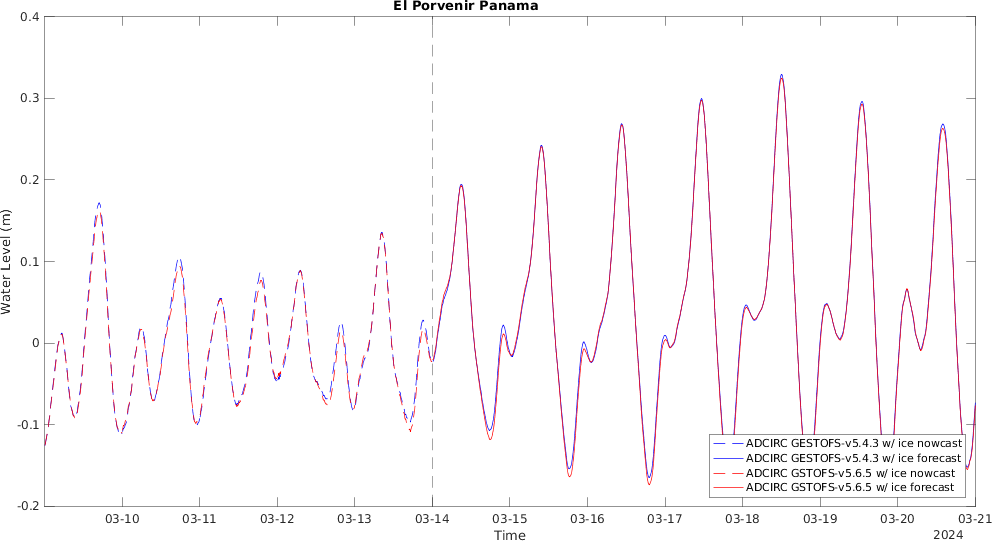 El Porvenir Panama
Water Level (m)
0.4
0.3
0.2
0.1
0
-0.1
-0.2
ADCIRC GESTOFS-v5.4.3 w/ ice nowcast
ADCIRC GESTOFS-v5.4.3 w/ ice forecast
ADCIRC GSTOFS-v5.6.5 w/ ice nowcast
ADCIRC GSTOFS-v5.6.5 w/ ice forecast
03-10 03-11 03-12 03-13 03-14 03-15 03-16 03-17 03-18 03-19 03-20 03-21
Time
2024